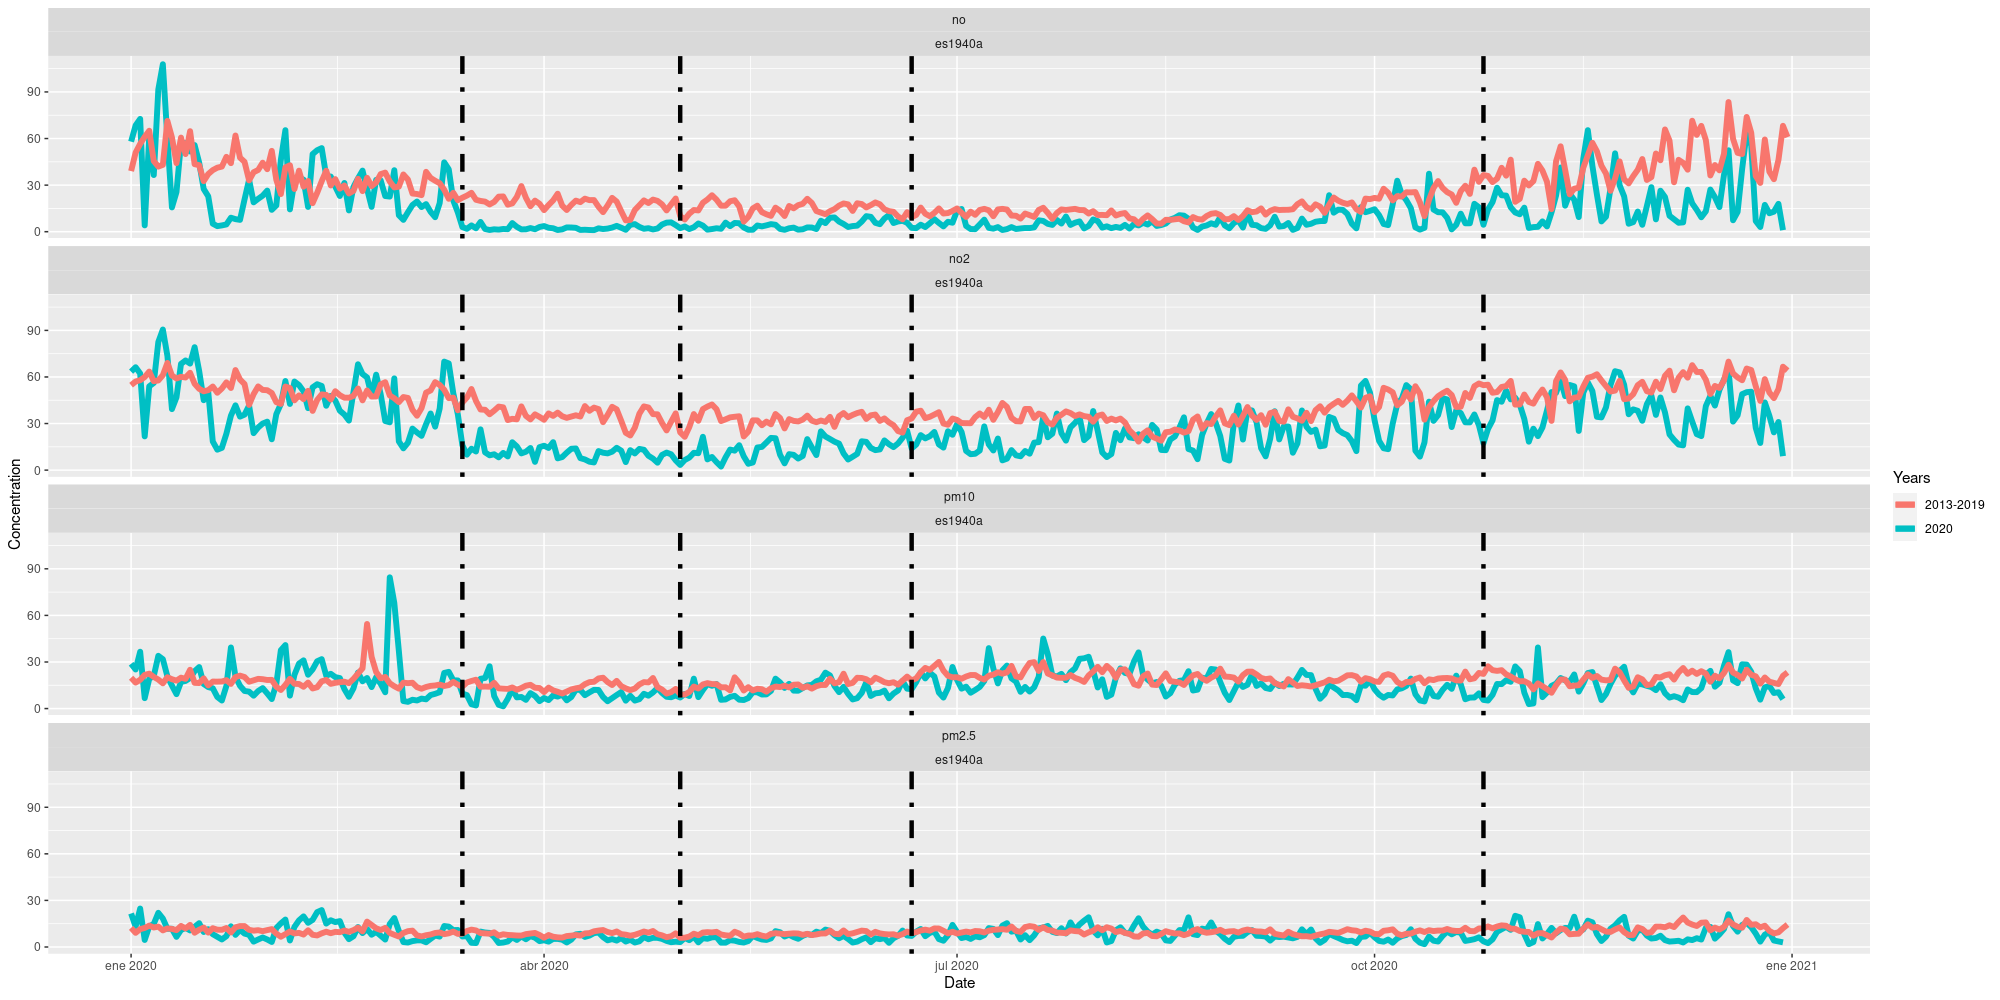 no
es1940a
90
60
30
0
no2
es1940a
90
60
30
0
pm10
es1940a
90
60
30
0
pm2.5
es1940a
90
60
30
0
ene 2020
abr 2020
jul 2020
oct 2020
ene 2021
Date
Concentration
Years
2013-2019
2020